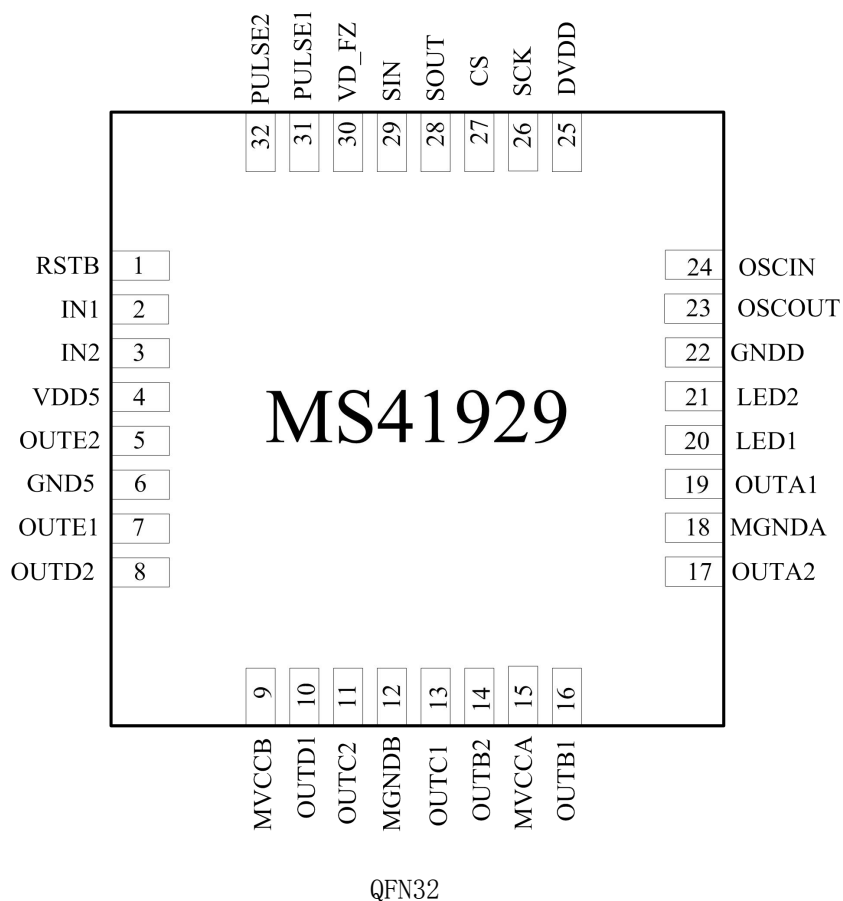 PULSE2
PULSE1
VD_FZ
SIN
SOUT
CS
SCK
DVDD
32
31
30
29
28
27
26
25
RSTB 1
IN1 2
IN2 3
VDD5 4
OUTE2 5
GND5 6
OUTE1 7
OUTD2 8
MS41929
24 OSCIN
23 OSCOUT
22 GNDD
21 LED2
20 LED1
19 OUTA1
18 MGNDA
17 OUTA2
9
10
11
12
13
14
15
16
MVCCB
OUTD1
OUTC2
MGNDB
OUTC1
OUTB2
MVCCA
OUTB1
QFN32